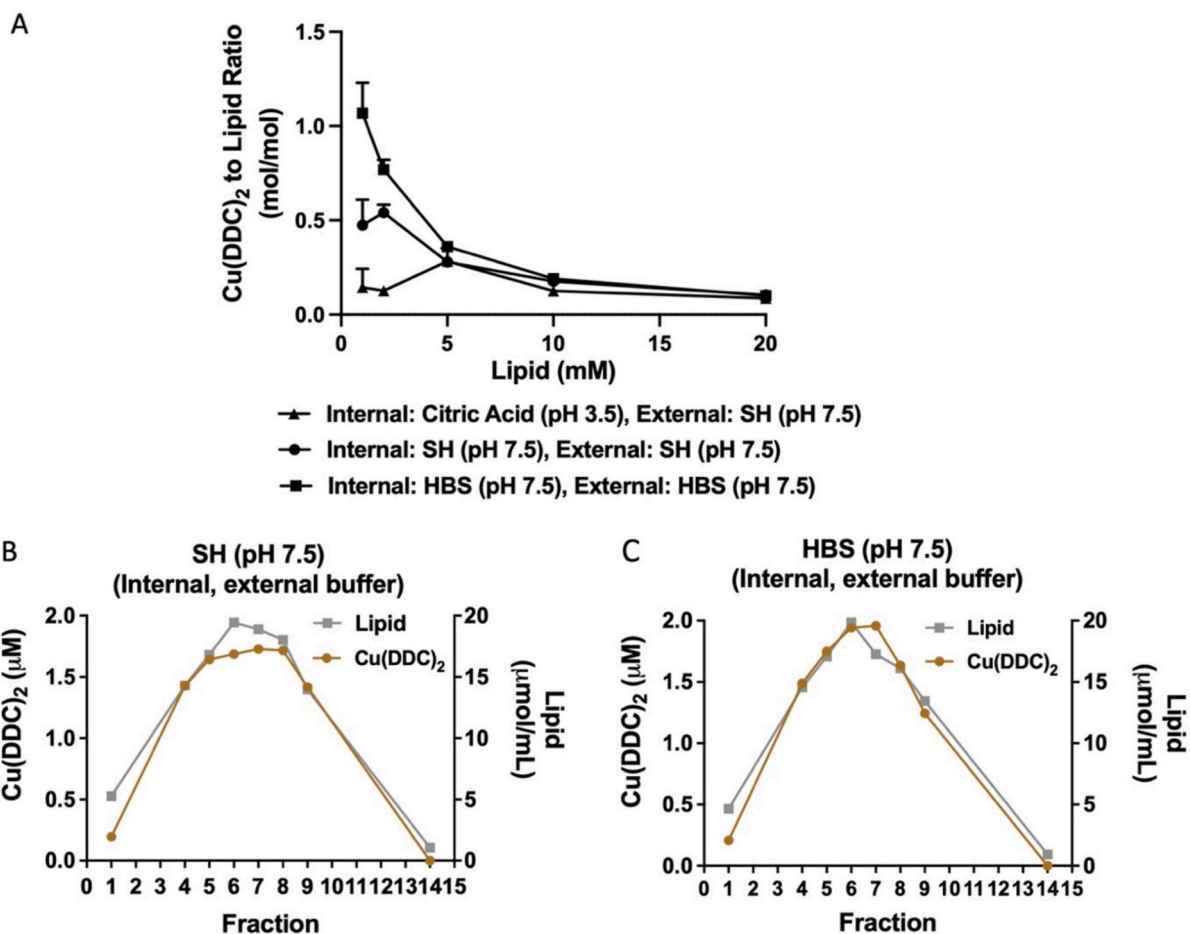 A
Cu(DDC)2 to Lipid Ratio
(mol/mol)
1.5
1.0
0.5
0.0
0 5 10 15 20
Lipid (mM)
Internal: Citric Acid (pH 3.5), External: SH (pH 7.5)
Internal: SH (pH 7.5), External: SH (pH 7.5)
Internal: HBS (pH 7.5), External: HBS (pH 7.5)
B
SH (pH 7.5)
(Internal, external buffer)
Cu(DDC)2 (μM)
2.0
1.5
1.0
0.5
0.0
Lipid
Cu(DDC)2
20
15
10
5
0
Lipid
(μmol/mL)
0 1 2 3 4 5 6 7 8 9 10 11 12 13 14 15
Fraction
C
HBS (pH 7.5)
(Internal, external buffer)
Cu(DDC)2 (μM)
2.0
1.5
1.0
0.5
0.0
Lipid
Cu(DDC)2
20
15
10
5
0
Lipid
(μmol/mL)
0 1 2 3 4 5 6 7 8 9 10 11 12 13 14 15
Fraction